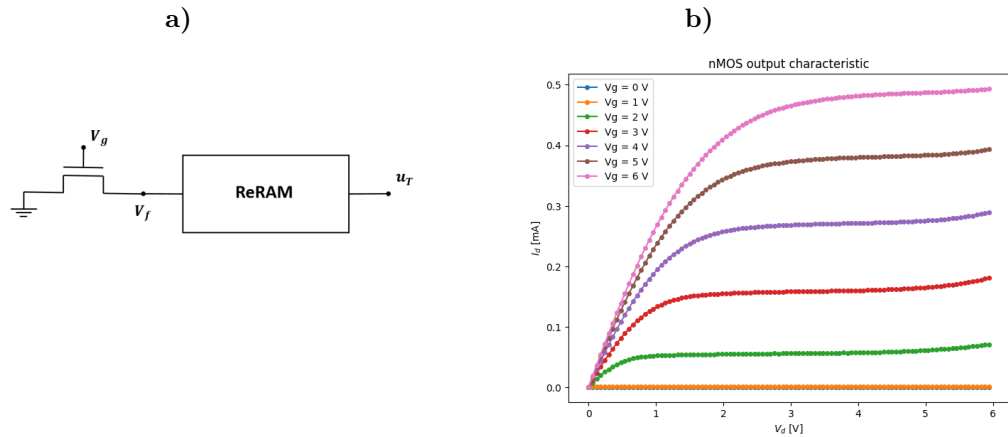 a)
b)
V_g
ReRAM
u_T
V_f
nMOS output characteristic
Vg = 0 V
Vg = 1 V
Vg = 2 V
Vg = 3 V
Vg = 4 V
Vg = 5 V
Vg = 6 V
I_d [mA]
0.5
0.4
0.3
0.2
0.1
0.0
0 1 2 3 4 5 6
V_d [V]